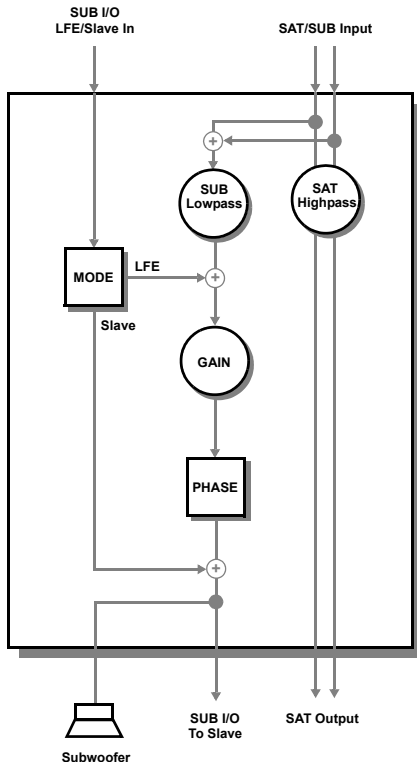 SUB I/O
LFE/Slave In
SAT/SUB Input
+
SUB
Lowpass
SAT
Highpass
MODE
LFE
+
Slave
GAIN
PHASE
+
SUB I/O
To Slave
SAT Output
Subwoofer